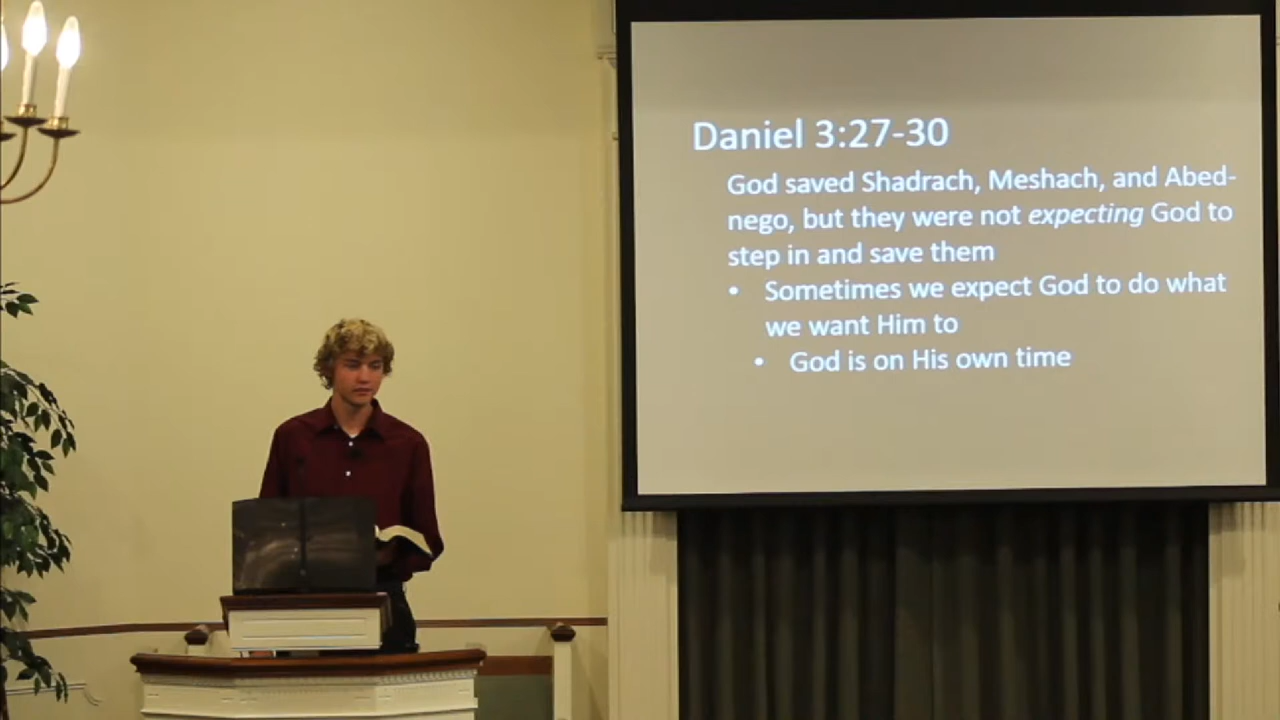 Daniel 3:27-30
God saved Shadrach, Meshach, and Abed-
nego, but they were not expecting God to
step in and save them
• Sometimes we expect God to do what
we want Him to
• God is on His own time